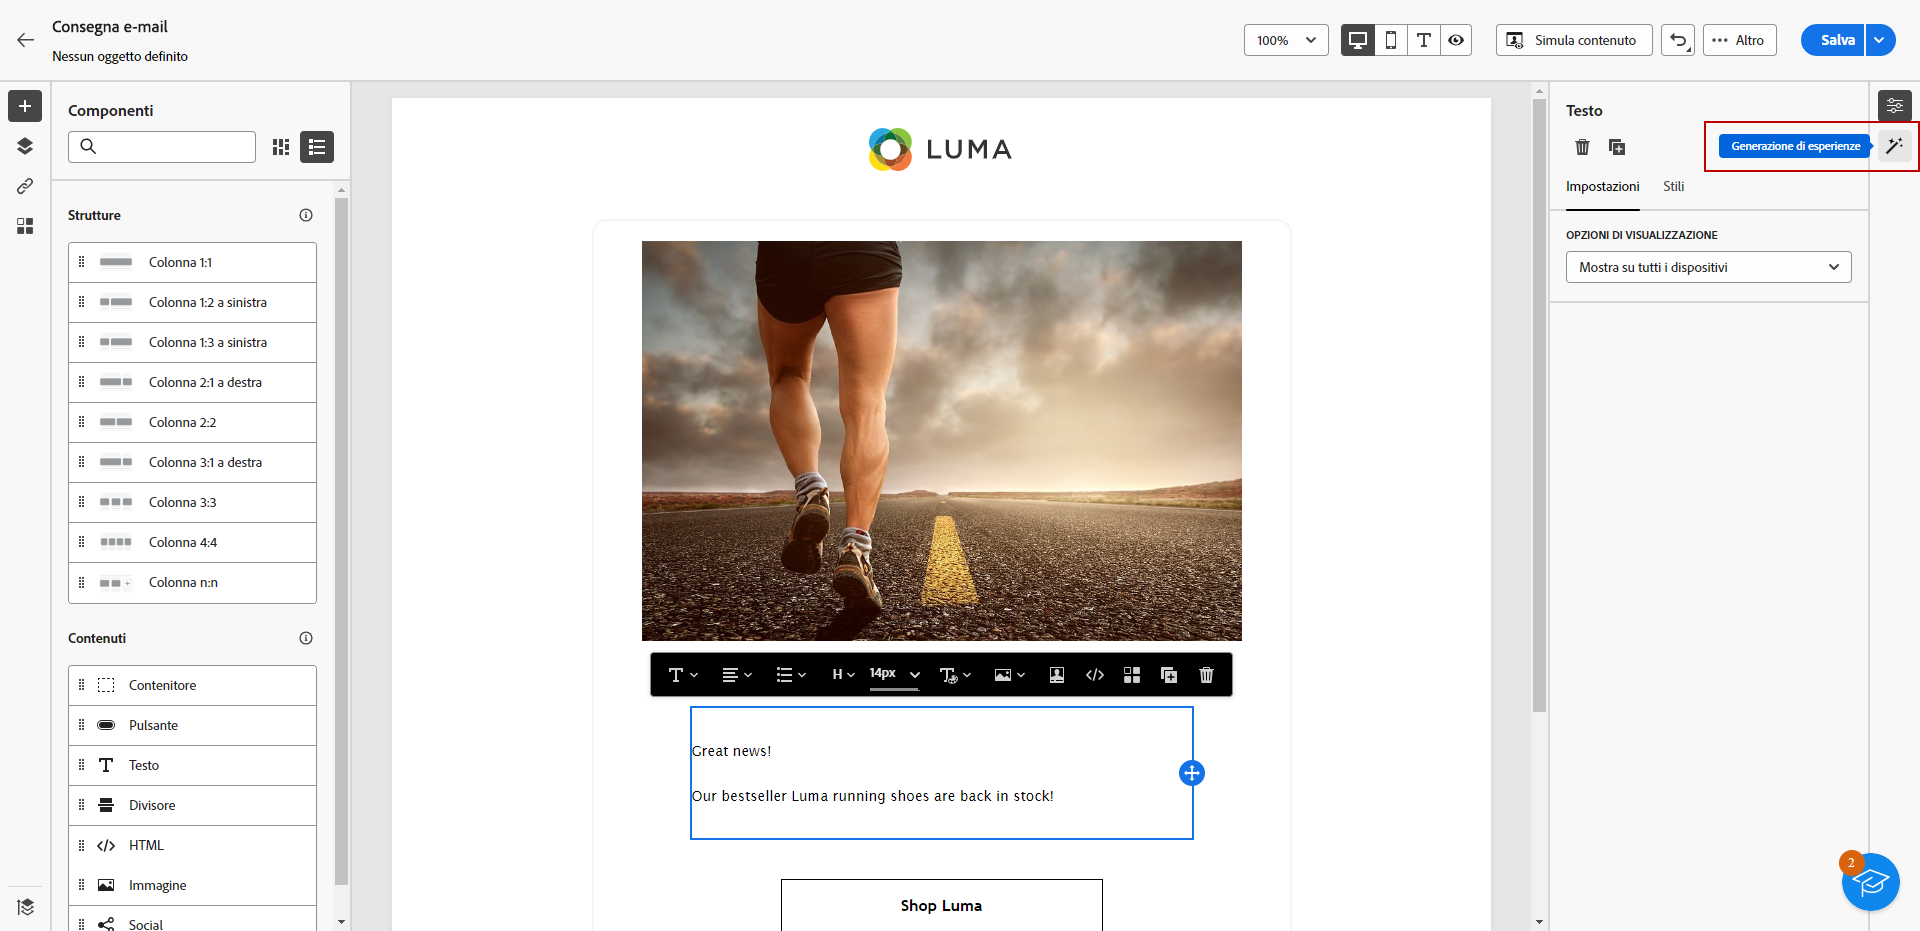 Consegna e-mail
Nessun oggetto definito
100%
Simula contenuto
Altro
Salva
Componenti
Strutture
Colonna 1:1
Colonna 1:2 a sinistra
Colonna 1:3 a sinistra
Colonna 2:1 a destra
Colonna 2:2
Colonna 3:1 a destra
Colonna 3:3
Colonna 4:4
Colonna n:n
Contenuti
Contenitore
Pulsante
Testo
Divisore
HTML
Immagine
Social
LUMA
H
14px
Great news!
Our bestseller Luma running shoes are back in stock!
Shop Luma
Testo
Generazione di esperienze
Impostazioni
Stili
OPZIONI DI VISUALIZZAZIONE
Mostra su tutti i dispositivi
2